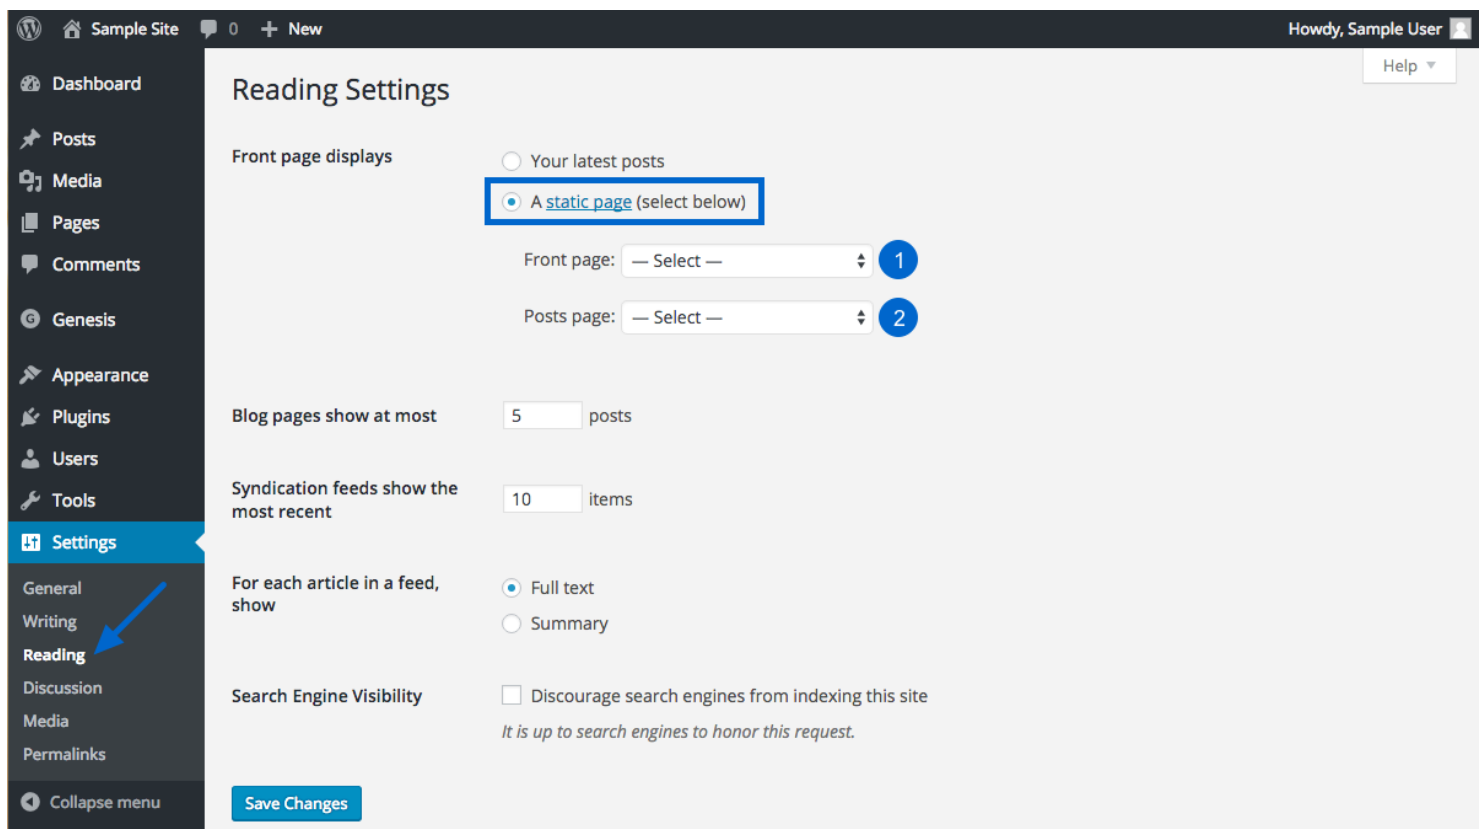 Sample Site 0 + New Howdy, Sample User
Help
Dashboard
Posts
Media
Pages
Comments
G Genesis
Appearance
Plugins
Users
Tools
Settings
General
Writing
Reading
Discussion
Media
Permalinks
Collapse menu
Reading Settings
Front page displays
Your latest posts
A static page (select below)
Front page: — Select — 1
Posts page: — Select — 2
Blog pages show at most 5 posts
Syndication feeds show the
most recent
10 items
For each article in a feed,
show
Full text
Summary
Search Engine Visibility
Discourage search engines from indexing this site
It is up to search engines to honor this request.
Save Changes